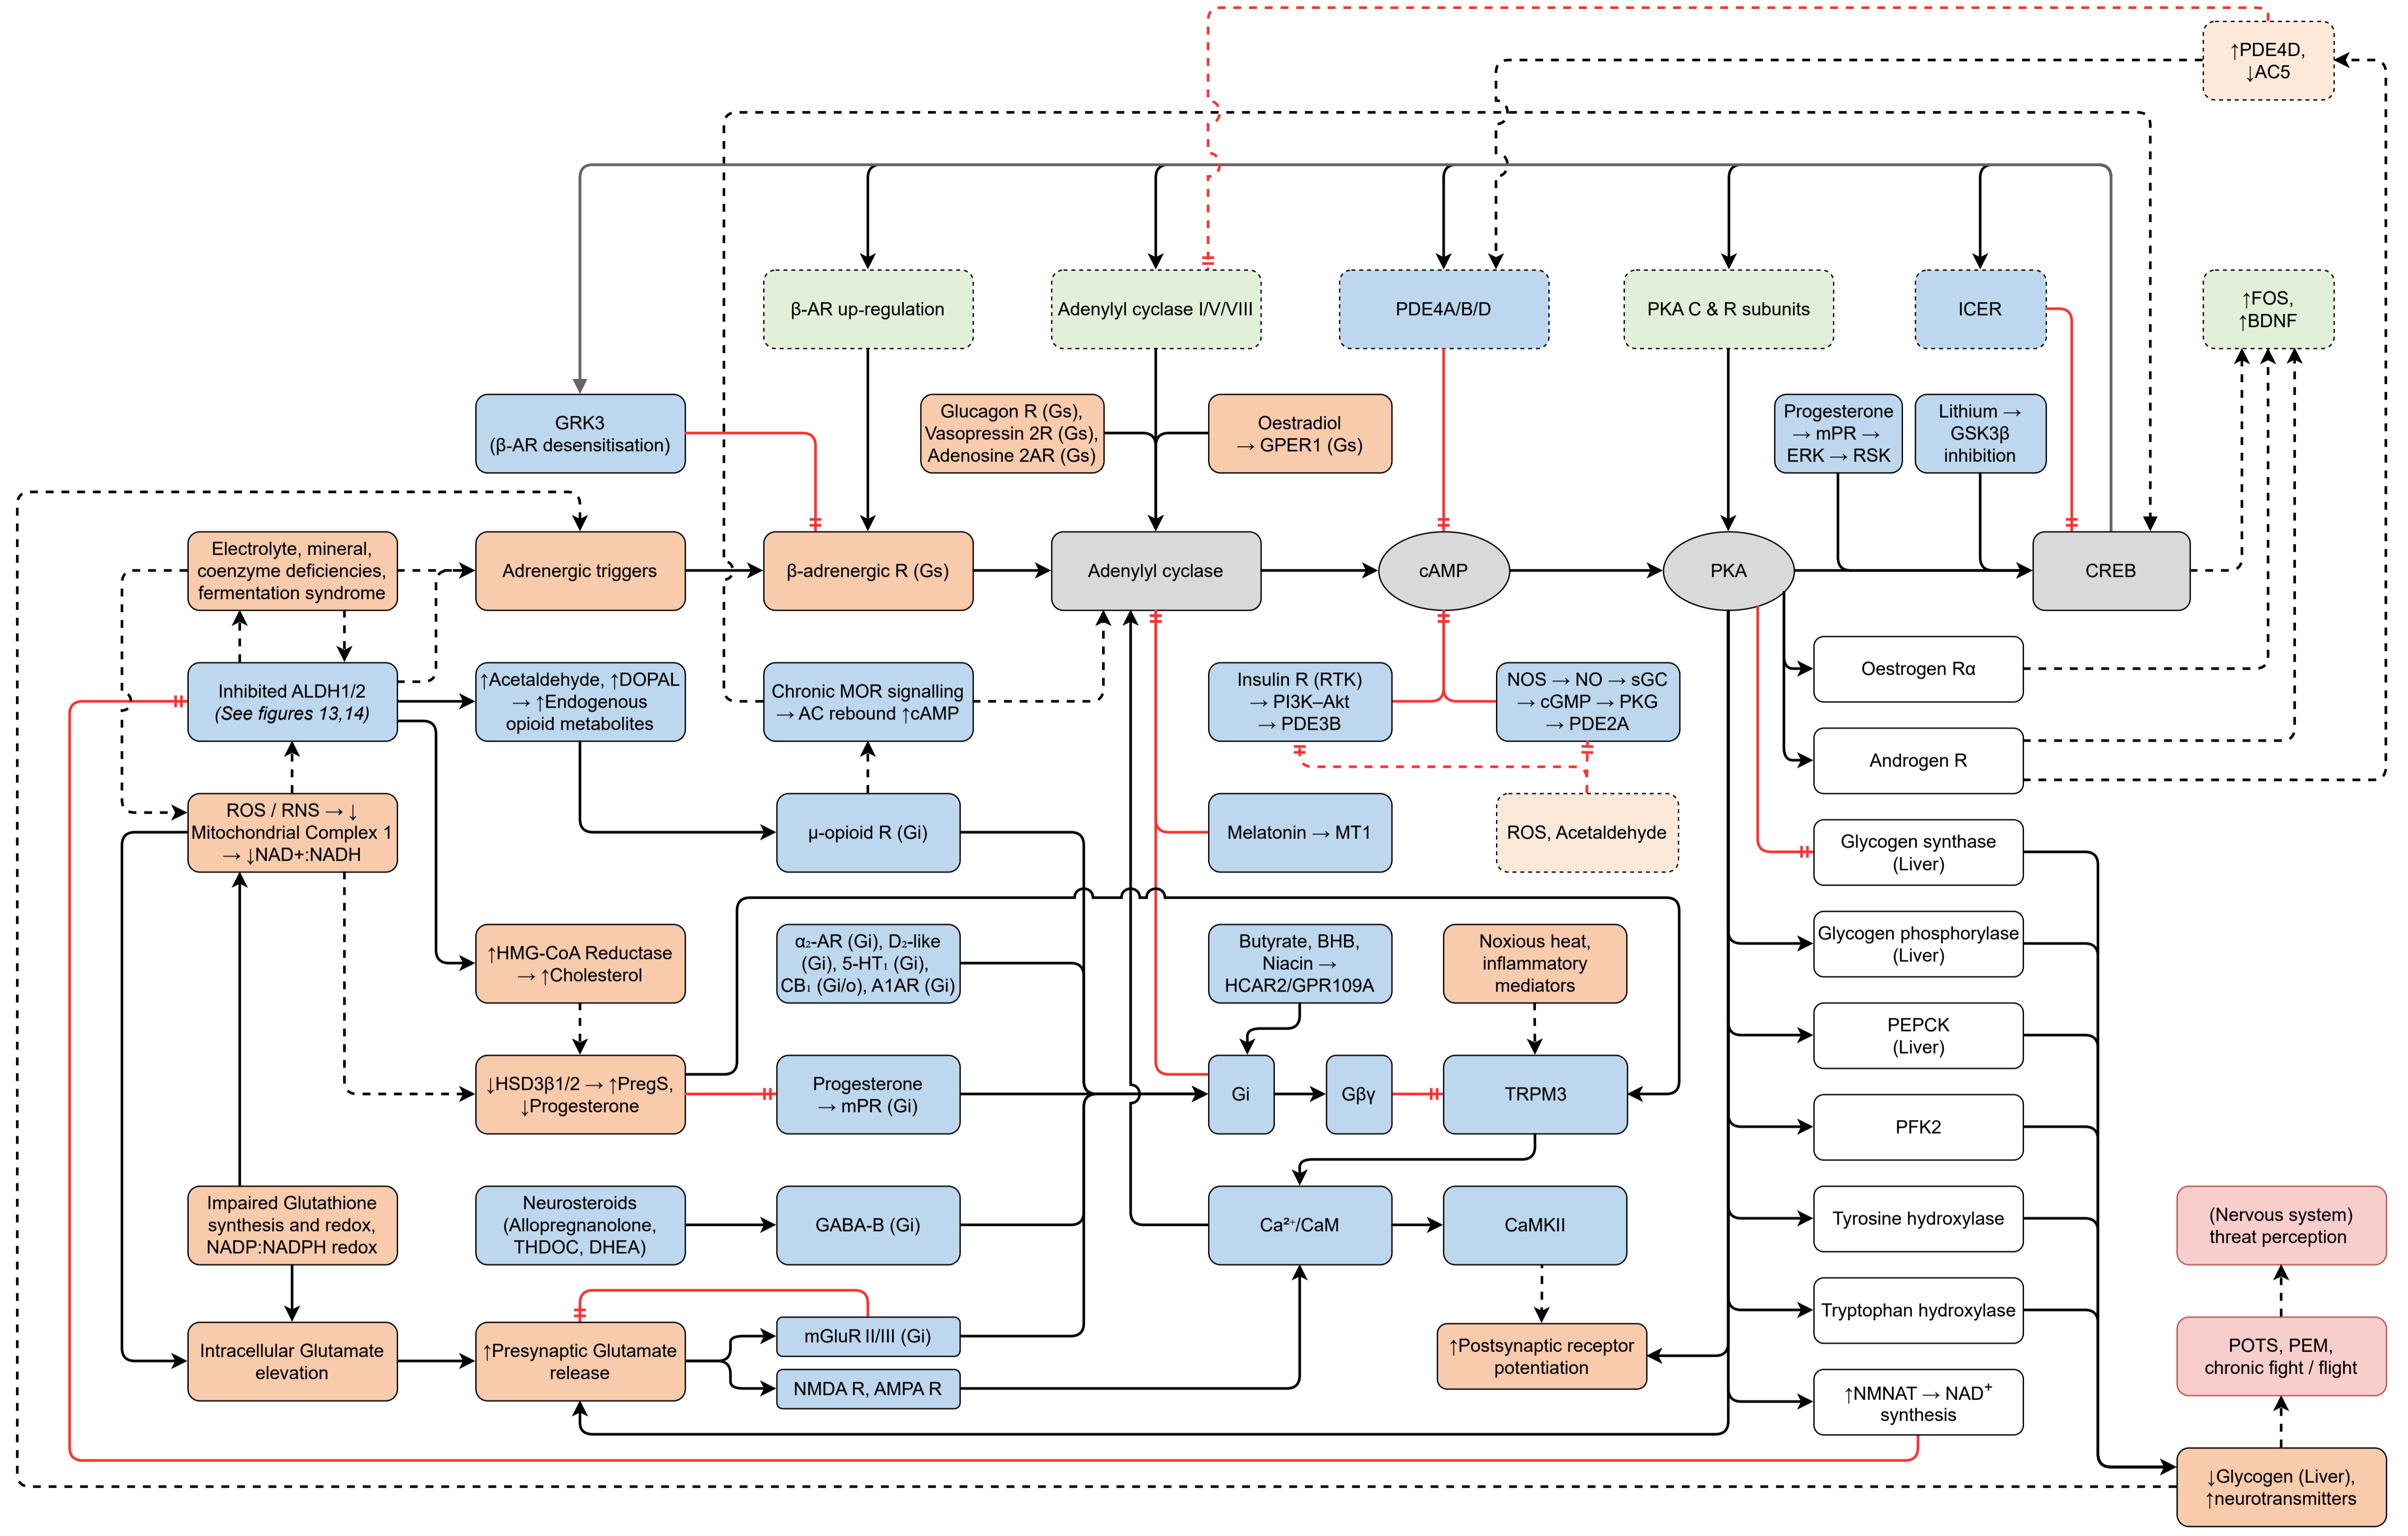 ↑PDE4D,
↓AC5
β-AR up-regulation
Adenylyl cyclase I/V/VIII
PDE4A/B/D
PKA C & R subunits
ICER
↑FOS,
↑BDNF
GRK3
(β-AR desensitisation)
Glucagon R (Gs),
Vasopressin 2R (Gs),
Adenosine 2AR (Gs)
Oestradiol
→ GPER1 (Gs)
Progesterone
→ mPR →
ERK → RSK
Lithium →
GSK3β
inhibition
Electrolyte, mineral,
coenzyme deficiencies,
fermentation syndrome
Adrenergic triggers
β-adrenergic R (Gs)
Adenylyl cyclase
cAMP
PKA
CREB
Inhibited ALDH1/2
(See figures 13,14)
↑Acetaldehyde, ↑DOPAL
→ ↑Endogenous
opioid metabolites
Chronic MOR signalling
→ AC rebound ↑cAMP
Insulin R (RTK)
→ PI3K–Akt
→ PDE3B
NOS → NO → sGC
→ cGMP → PKG
→ PDE2A
Oestrogen Rα
Androgen R
ROS / RNS → ↓
Mitochondrial Complex 1
→ ↓NAD+:NADH
μ-opioid R (Gi)
Melatonin → MT1
ROS, Acetaldehyde
Glycogen synthase
(Liver)
↑HMG-CoA Reductase
→ ↑Cholesterol
α₂-AR (Gi), D₂-like
(Gi), 5-HT₁ (Gi),
CB₁ (Gi/o), A1AR (Gi)
Butyrate, BHB,
Niacin →
HCAR2/GPR109A
Noxious heat,
inflammatory
mediators
Glycogen phosphorylase
(Liver)
PEPCK
(Liver)
↓HSD3β1/2 → ↑PregS,
↓Progesterone
Progesterone
→ mPR (Gi)
Gi
Gβγ
TRPM3
PFK2
Impaired Glutathione
synthesis and redox,
NADP:NADPH redox
Neurosteroids
(Allopregnanolone,
THDOC, DHEA)
GABA-B (Gi)
Ca²⁺/CaM
CaMKII
Tyrosine hydroxylase
(Nervous system)
threat perception
Tryptophan hydroxylase
Intracellular Glutamate
elevation
↑Presynaptic Glutamate
release
mGluR II/III (Gi)
NMDA R, AMPA R
↑Postsynaptic receptor
potentiation
POTS, PEM,
chronic fight / flight
↑NMNAT → NAD⁺
synthesis
↓Glycogen (Liver),
↑neurotransmitters